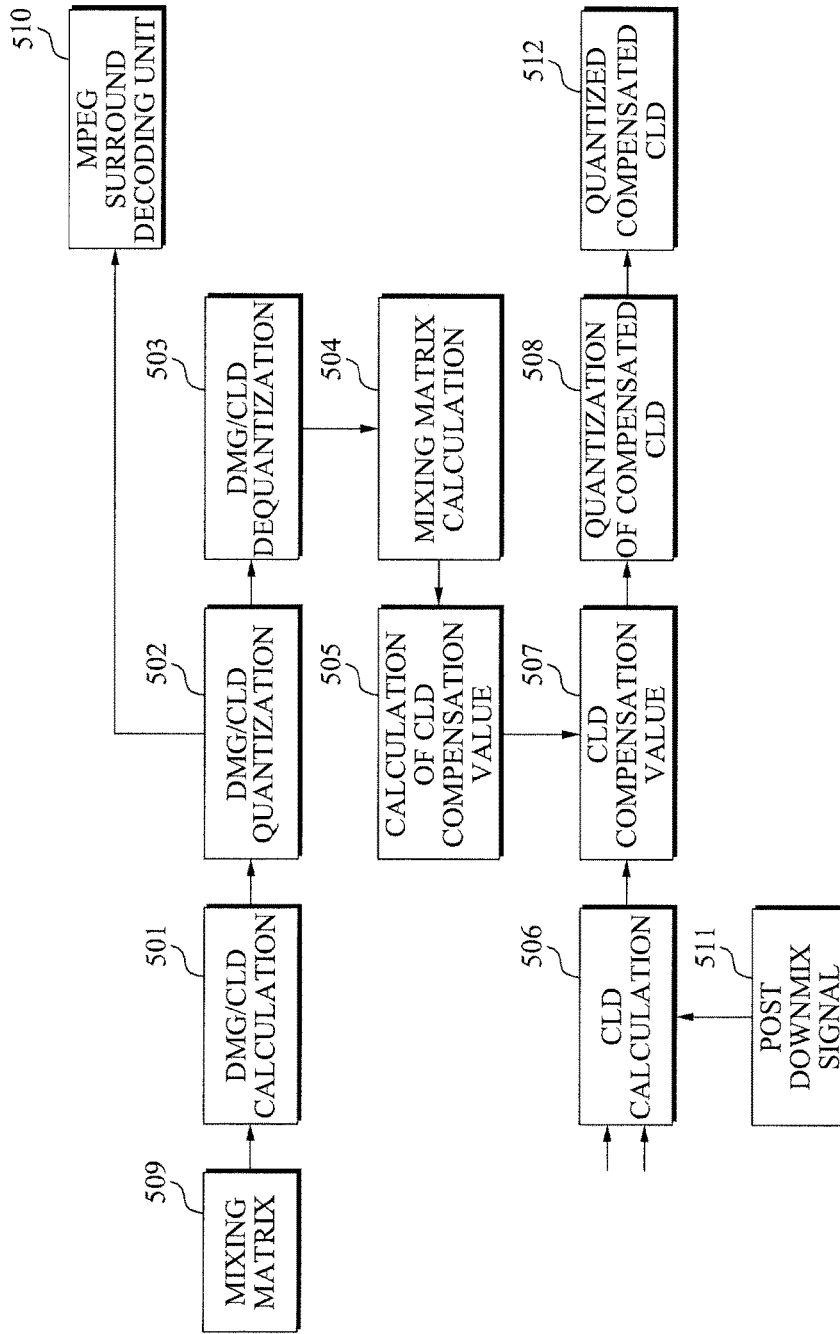 510
MPEG
SURROUND
DECODING UNIT
509
MIXING
MATRIX
501
DMG/CLD
CALCULATION
502
DMG/CLD
QUANTIZATION
503
DMG/CLD
DEQUANTIZATION
504
MIXING MATRIX
CALCULATION
505
CALCULATION
OF CLD
COMPENSATION
VALUE
506
CLD
CALCULATION
507
CLD
COMPENSATION
VALUE
508
QUANTIZATION
OF COMPENSATED
CLD
512
QUANTIZED
COMPENSATED
CLD
511
POST
DOWNMIX
SIGNAL